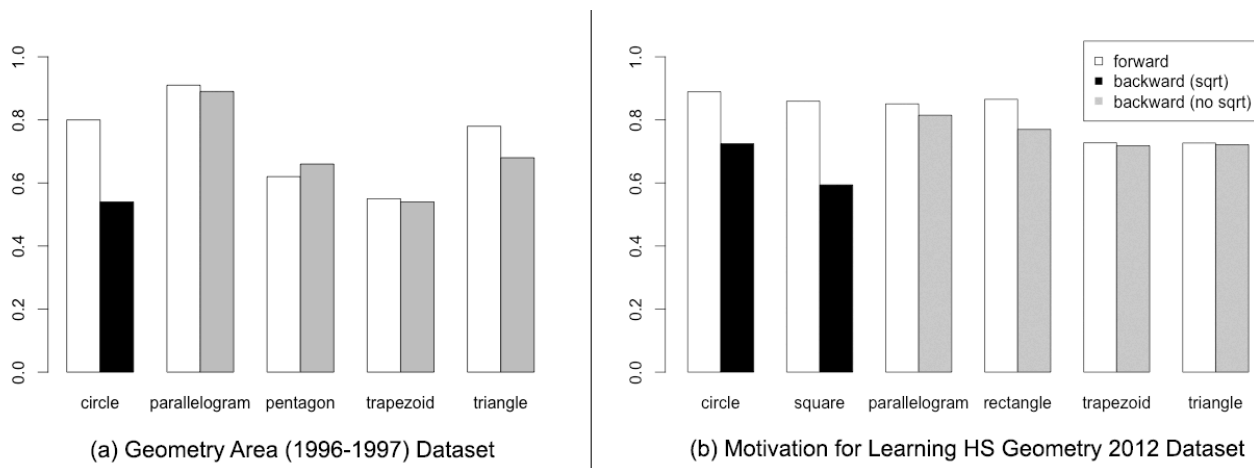 1.0
0.8
0.6
0.4
0.2
0.0
circle parallelogram pentagon trapezoid triangle
(a) Geometry Area (1996-1997) Dataset
forward
backward (sqrt)
backward (no sqrt)
1.0
0.8
0.6
0.4
0.2
0.0
circle square parallelogram rectangle trapezoid triangle
(b) Motivation for Learning HS Geometry 2012 Dataset